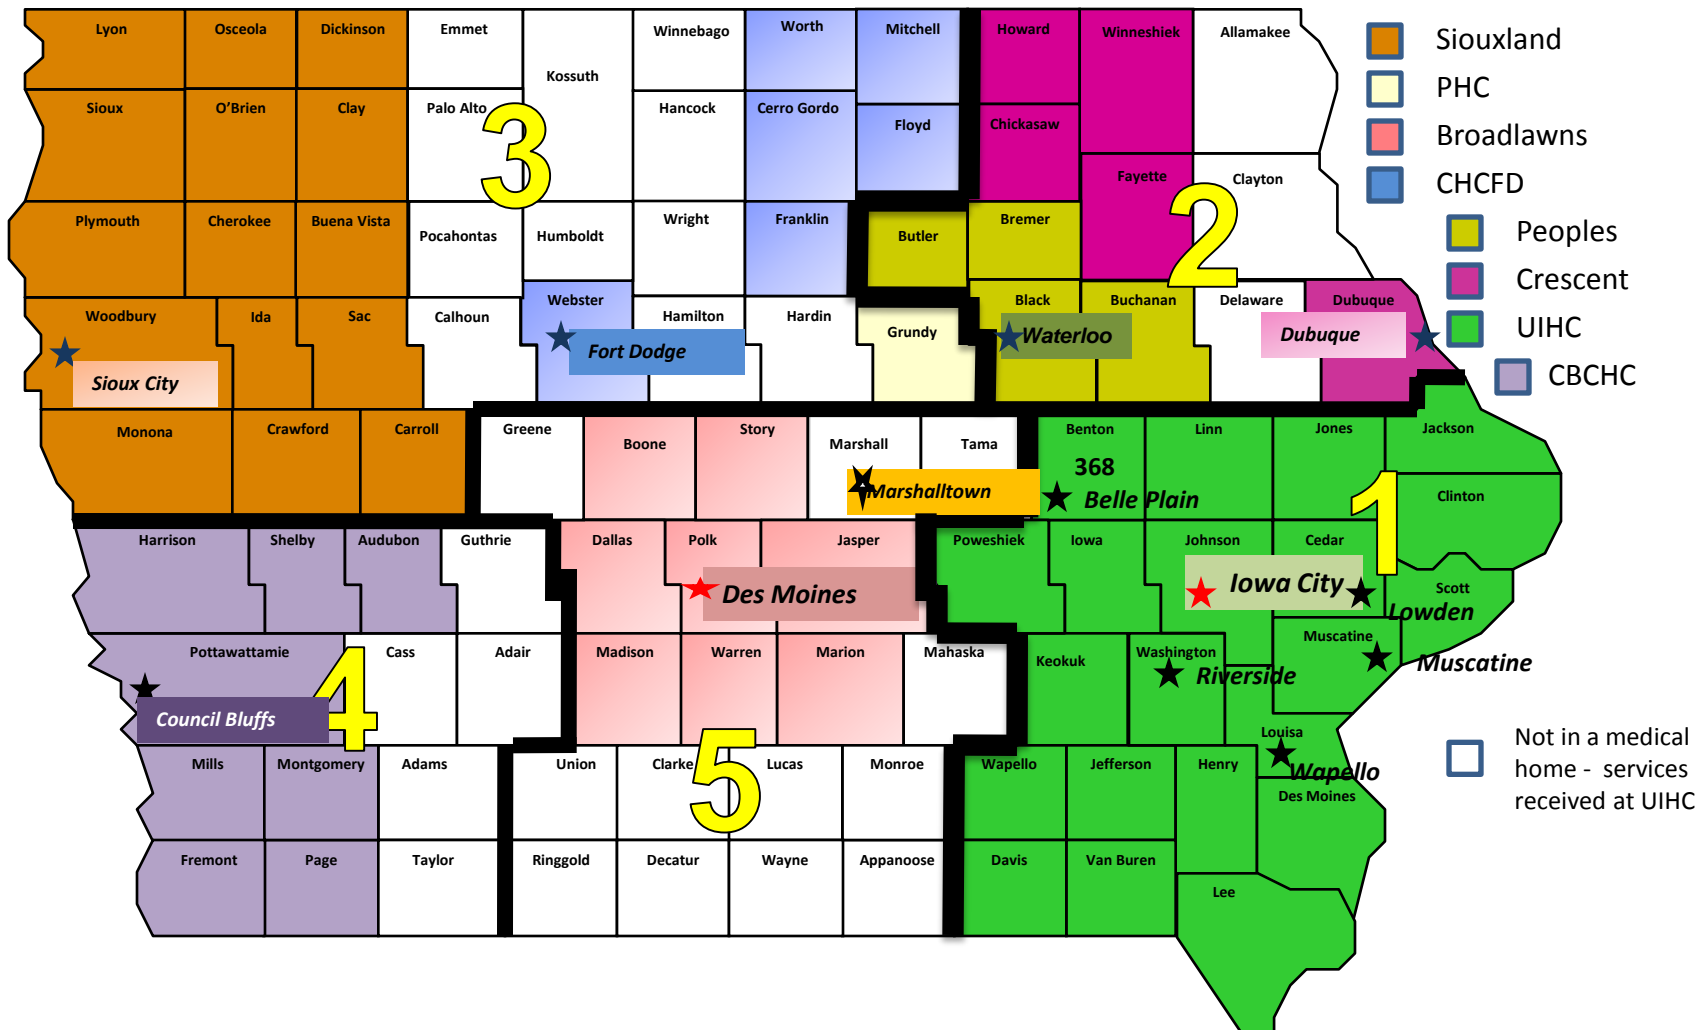 Lyon
Osceola
Dickinson
Emmet
Kossuth
Winnebago
Worth
Mitchell
Howard
Winneshiek
Allamakee
Sioux
O'Brien
Clay
Palo Alto
Hancock
Cerro Gordo
Floyd
Chickasaw
3
Fayette
Clayton
2
Plymouth
Cherokee
Buena Vista
Pocahontas
Humboldt
Wright
Franklin
Butler
Bremer
Woodbury
Ida
Sac
Calhoun
Webster
Hamilton
Hardin
Grundy
Black
Buchanan
Delaware
Dubuque
Sioux City
Fort Dodge
Waterloo
Dubuque
Monona
Crawford
Carroll
Greene
Boone
Story
Marshall
Tama
Benton
Linn
Jones
Jackson
368
Marshalltown
Belle Plain
Clinton
1
Harrison
Shelby
Audubon
Guthrie
Dallas
Polk
Jasper
Poweshiek
Iowa
Johnson
Cedar
Scott
Des Moines
Iowa City
Lowden
Pottawattamie
Cass
Adair
Madison
Warren
Marion
Mahaska
Keokuk
Washington
Muscatine
Riverside
Muscatine
Council Bluffs
4
Mills
Montgomery
Adams
Union
Clarke
Lucas
Monroe
Wapello
Jefferson
Henry
Louisa
Wapello
Des Moines
5
Fremont
Page
Taylor
Ringgold
Decatur
Wayne
Appanoose
Davis
Van Buren
Lee
Siouxland
PHC
Broadlawns
CHCFD
Peoples
Crescent
UIHC
CBCHC
Not in a medical
home - services
received at UIHC